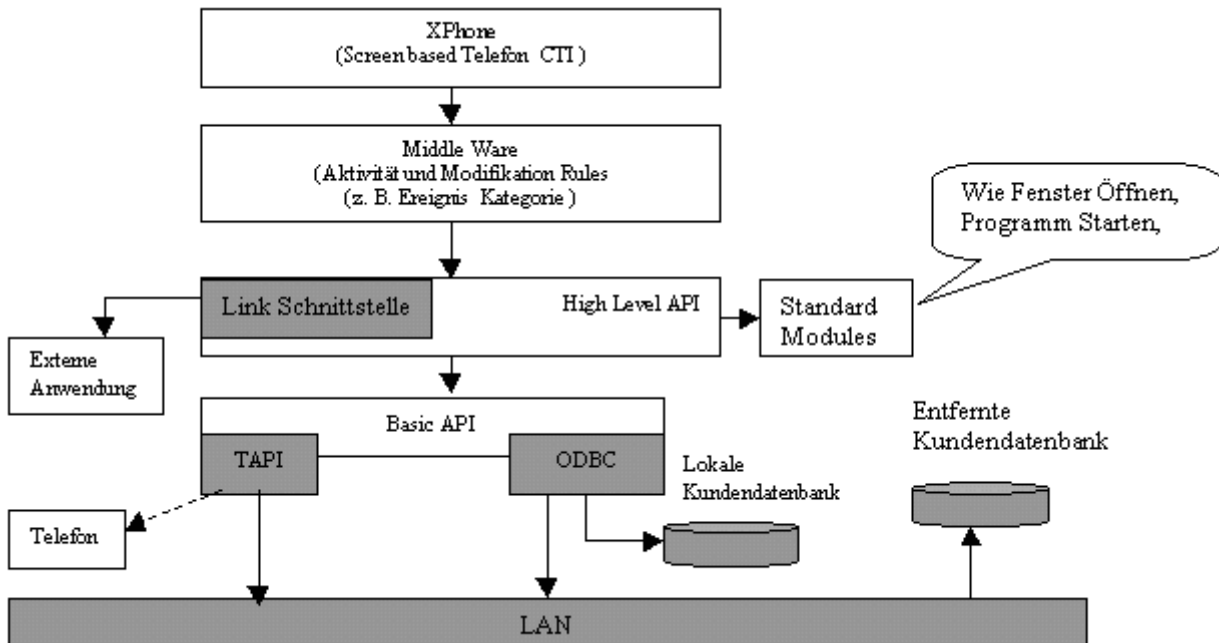 XPhone
(Screen based Telefon CTI )
Middle Ware
(Aktivität und Modifikation Rules
(z. B. Ereignis Kategorie )
Wie Fenster Öffnen,
Programm Starten,
Link Schnittstelle
High Level API
Standard
Modules
Externe
Anwendung
Basic API
TAPI
ODBC
Lokale
Kundendatenbank
Entfernte
Kundendatenbank
Telefon
LAN